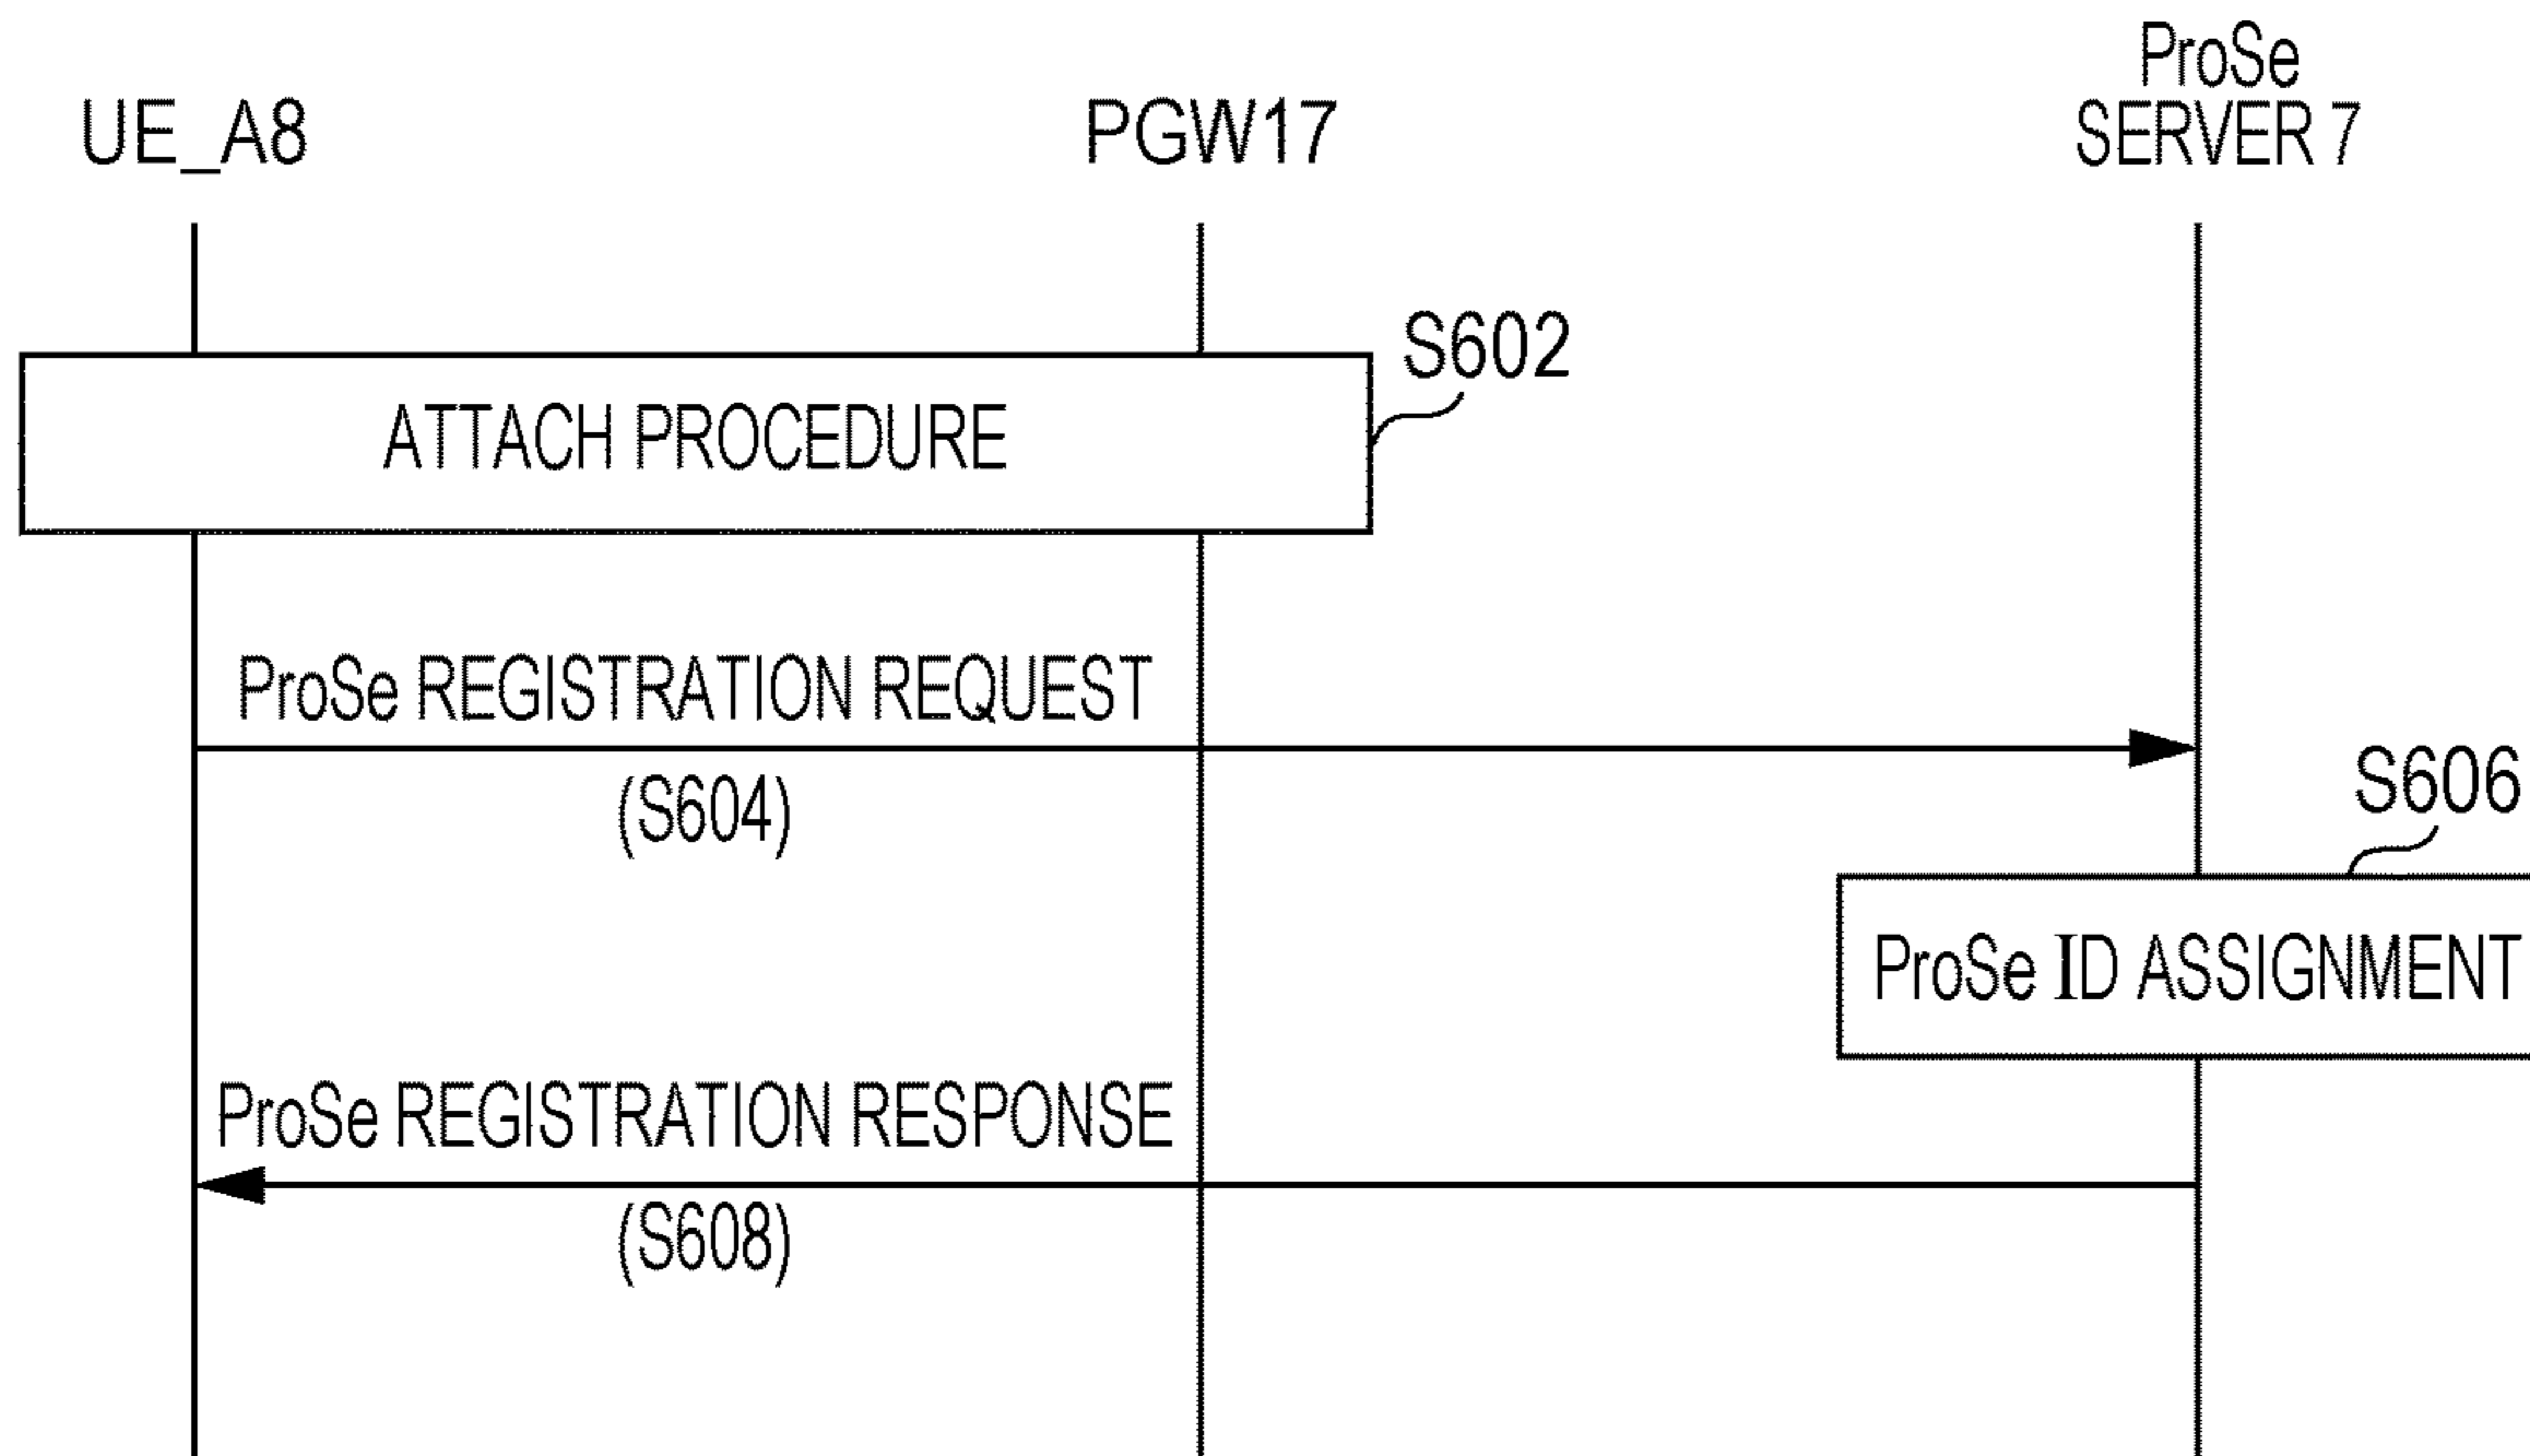 UE_A8
PGW17
ProSe
SERVER 7
S602
ATTACH PROCEDURE
ProSe REGISTRATION REQUEST
(S604)
S606
ProSe ID ASSIGNMENT
ProSe REGISTRATION RESPONSE
(S608)